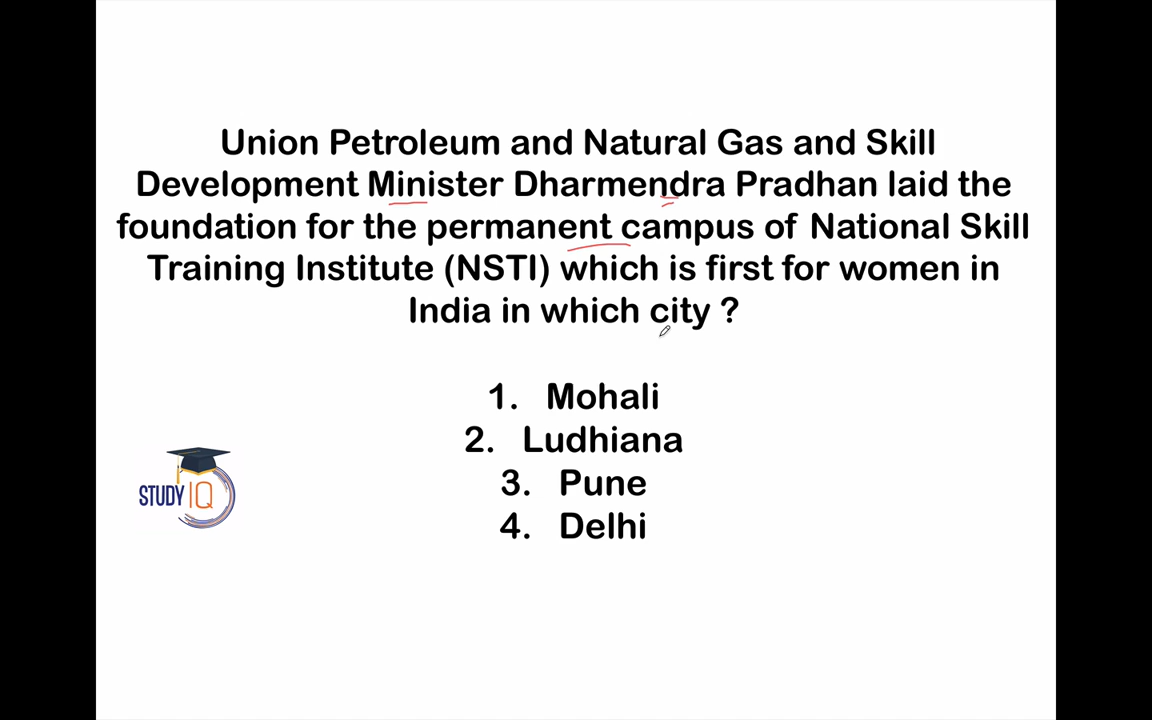 Union Petroleum and Natural Gas and Skill
Development Minister Dharmendra Pradhan laid the
foundation for the permanent campus of National Skill
Training Institute (NSTI) which is first for women in
India in which city ?
1. Mohali
2. Ludhiana
3. Pune
4. Delhi
STUDY IQ